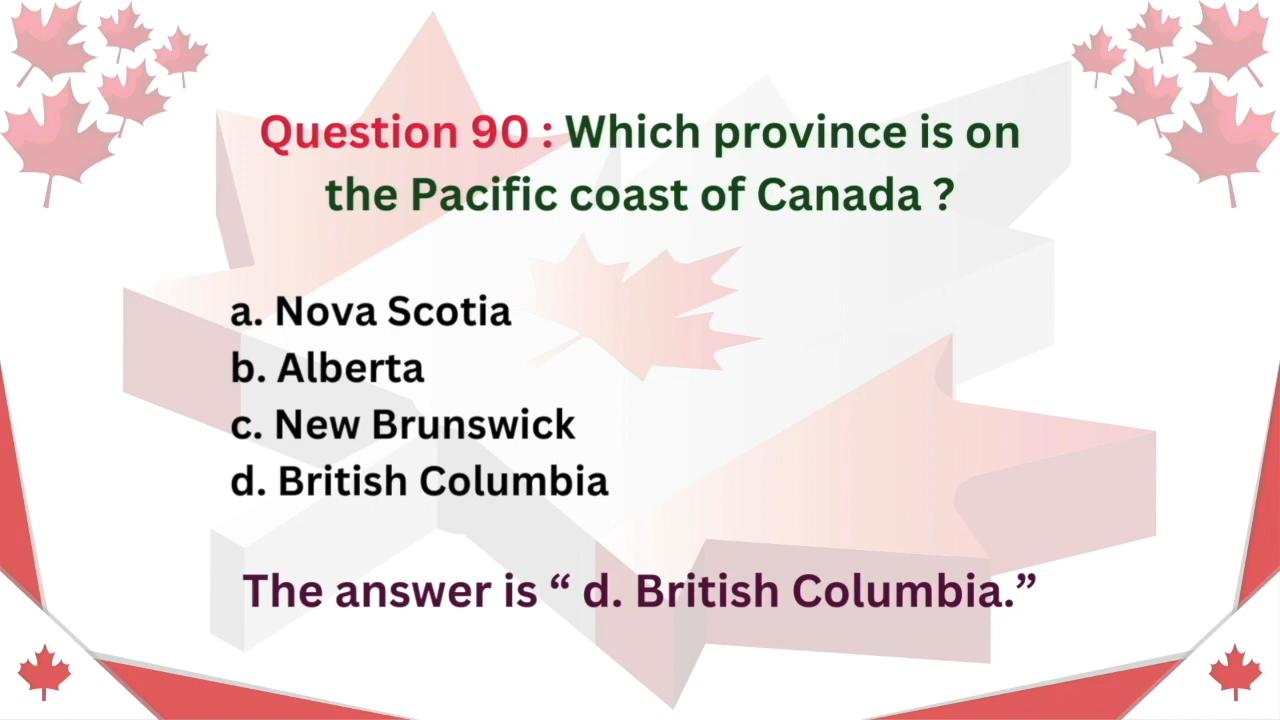 Question 90 : Which province is on
the Pacific coast of Canada ?
a. Nova Scotia
b. Alberta
c. New Brunswick
d. British Columbia
The answer is “ d. British Columbia.”